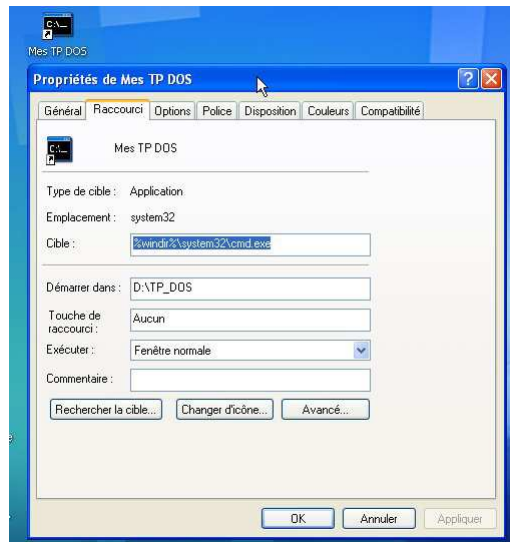 C:\_
Mes TP DOS
Propriétés de Mes TP DOS
Général Raccourci Options Police Disposition Couleurs Compatibilité
C:\_
Mes TP DOS
Type de cible : Application
Emplacement : system32
Cible : %windir%\system32\cmd.exe
Démarrer dans : D:\TP_DOS
Touche de
raccourci : Aucun
Exécuter : Fenêtre normale
Commentaire :
Rechercher la cible... Changer d'icône... Avancé...
OK Annuler Appliquer